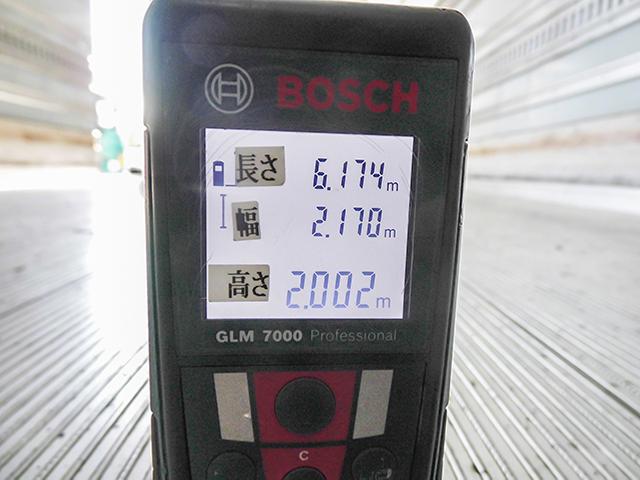 BOSCH
長さ 6.174m
幅 2.170m
高さ 2.002m
GLM 7000 Professional
C